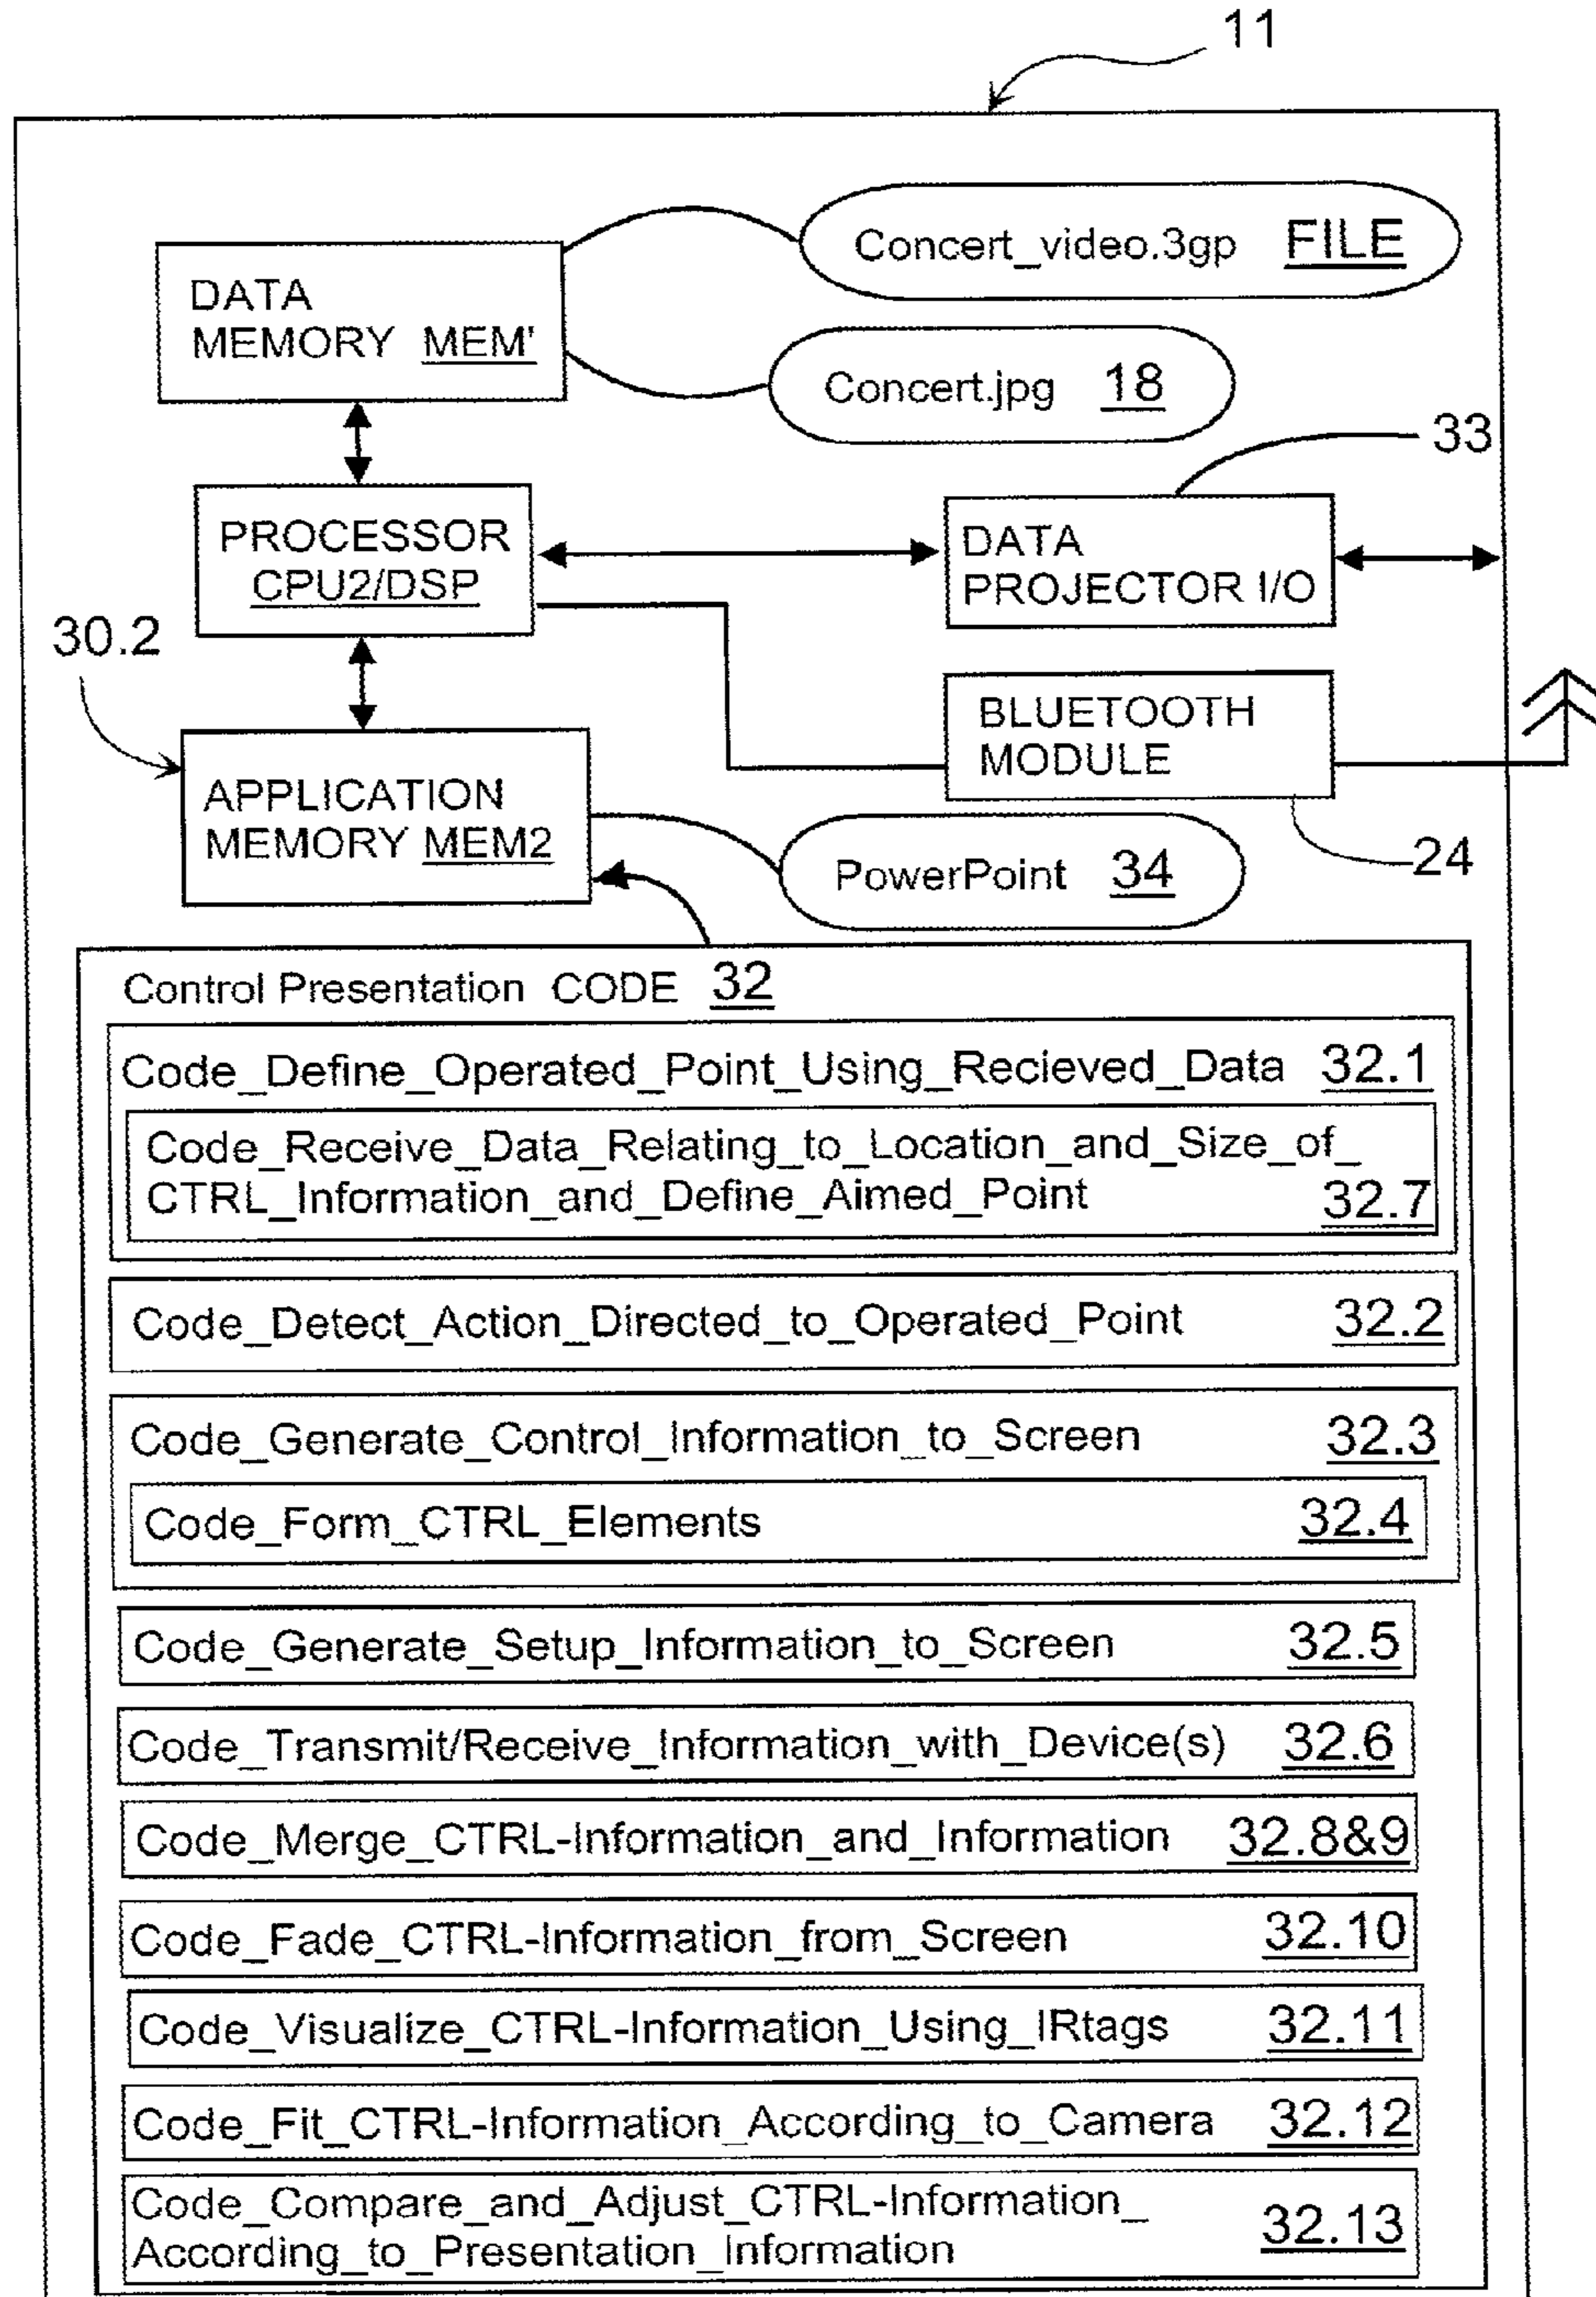 11
Concert_video.3gp FILE
DATA
MEMORY MEM'
Concert.jpg 18
33
PROCESSOR
CPU2/DSP
DATA
PROJECTOR I/O
30.2
BLUETOOTH
MODULE
APPLICATION
MEMORY MEM2
24
PowerPoint 34
Control Presentation CODE 32
Code_Define_Operated_Point_Using_Recieved_Data 32.1
Code_Receive_Data_Relating_to_Location_and_Size_of_
CTRL_Information_and_Define_Aimed_Point 32.7
Code_Detect_Action_Directed_to_Operated_Point 32.2
Code_Generate_Control_Information_to_Screen 32.3
Code_Form_CTRL_Elements 32.4
Code_Generate_Setup_Information_to_Screen 32.5
Code_Transmit/Receive_Information_with_Device(s) 32.6
Code_Merge_CTRL-Information_and_Information 32.8&9
Code_Fade_CTRL-Information_from_Screen 32.10
Code_Visualize_CTRL-Information_Using_IRtags 32.11
Code_Fit_CTRL-Information_According_to_Camera 32.12
Code_Compare_and_Adjust_CTRL-Information_
According_to_Presentation_Information 32.13